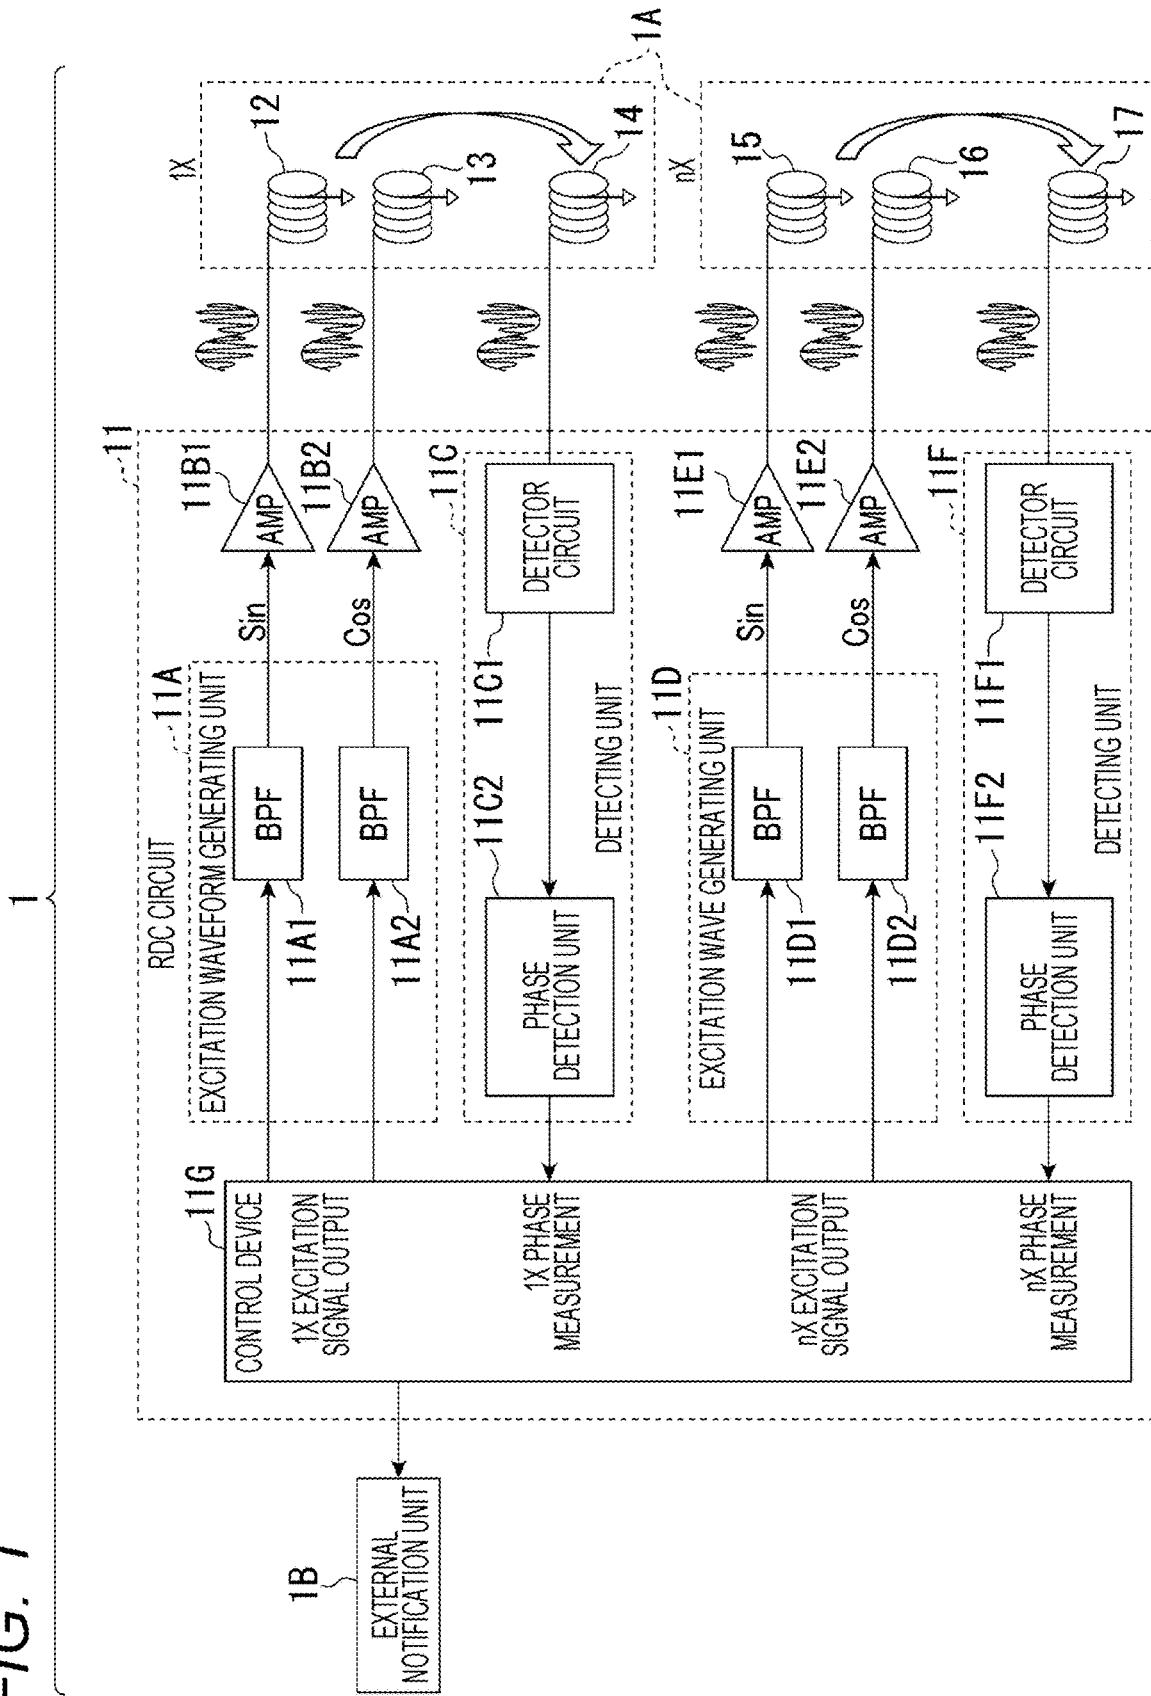 FIG. 1
1
11
RDC CIRCUIT
11A
EXCITATION WAVEFORM GENERATING UNIT
BPF
11A1
BPF
11A2
Sin
Cos
11B1
AMP
11B2
AMP
1X
12
13
14
1A
11C
DETECTOR
CIRCUIT
11C1
11C2
PHASE
DETECTION UNIT
DETECTING UNIT
11D
EXCITATION WAVE GENERATING UNIT
BPF
11D1
BPF
11D2
Sin
Cos
11E1
AMP
11E2
AMP
nX
15
16
17
11F
DETECTOR
CIRCUIT
11F1
11F2
PHASE
DETECTION UNIT
DETECTING UNIT
11G
CONTROL DEVICE
1X EXCITATION
SIGNAL OUTPUT
1X PHASE
MEASUREMENT
nX EXCITATION
SIGNAL OUTPUT
nX PHASE
MEASUREMENT
1B
EXTERNAL
NOTIFICATION UNIT